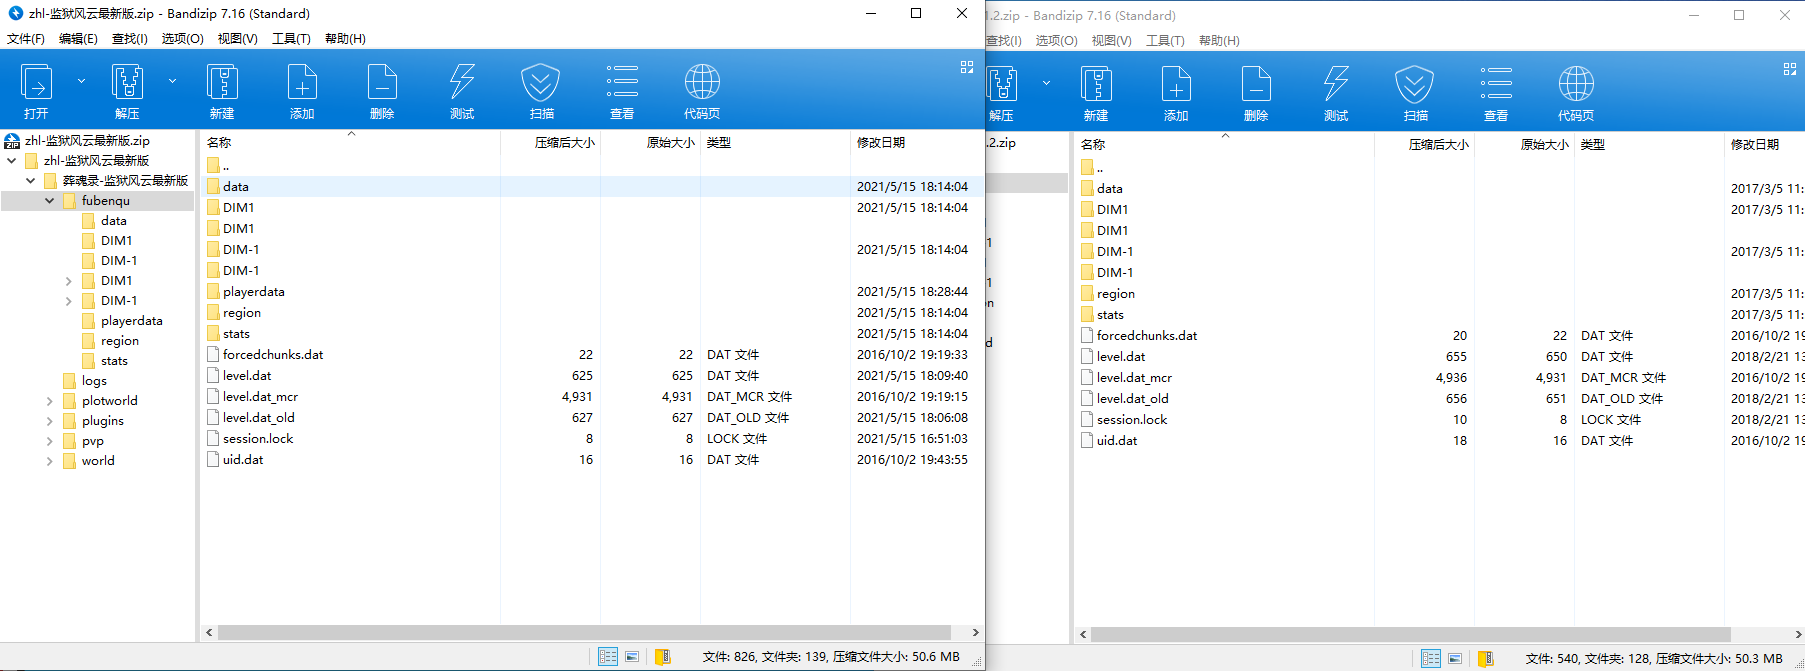 zhl-监狱风云最新版.zip - Bandizip 7.16 (Standard)
文件(F) 编辑(E) 查找(I) 选项(O) 视图(V) 工具(T) 帮助(H)
打开 解压 新建 添加 删除 测试 扫描 查看 代码页
zhl-监狱风云最新版.zip
zhl-监狱风云最新版
葬魂录-监狱风云最新版
fubenqu
data
DIM1
DIM-1
DIM1
DIM-1
playerdata
region
stats
logs
plotworld
plugins
pvp
world
名称 压缩后大小 原始大小 类型 修改日期
..
data 2021/5/15 18:14:04
DIM1 2021/5/15 18:14:04
DIM1
DIM-1 2021/5/15 18:14:04
DIM-1
playerdata 2021/5/15 18:28:44
region 2021/5/15 18:14:04
stats 2021/5/15 18:14:04
forcedchunks.dat 22 22 DAT 文件 2016/10/2 19:19:33
level.dat 625 625 DAT 文件 2021/5/15 18:09:40
level.dat_mcr 4,931 4,931 DAT_MCR 文件 2016/10/2 19:19:15
level.dat_old 627 627 DAT_OLD 文件 2021/5/15 18:06:08
session.lock 8 8 LOCK 文件 2021/5/15 16:51:03
uid.dat 16 16 DAT 文件 2016/10/2 19:43:55
文件: 826, 文件夹: 139, 压缩文件大小: 50.6 MB
1.2.zip - Bandizip 7.16 (Standard)
查找(I) 选项(O) 视图(V) 工具(T) 帮助(H)
解压 新建 添加 删除 测试 扫描 查看 代码页
.2.zip
1
1
on
d
名称 压缩后大小 原始大小 类型 修改日期
..
data 2017/3/5 11:
DIM1 2017/3/5 11:
DIM1
DIM-1 2017/3/5 11:
DIM-1
region 2017/3/5 11:
stats 2017/3/5 11:
forcedchunks.dat 20 22 DAT 文件 2016/10/2 19
level.dat 655 650 DAT 文件 2018/2/21 13
level.dat_mcr 4,936 4,931 DAT_MCR 文件 2016/10/2 19
level.dat_old 656 651 DAT_OLD 文件 2018/2/21 13
session.lock 10 8 LOCK 文件 2018/2/21 13
uid.dat 18 16 DAT 文件 2016/10/2 19
文件: 540, 文件夹: 128, 压缩文件大小: 50.3 MB